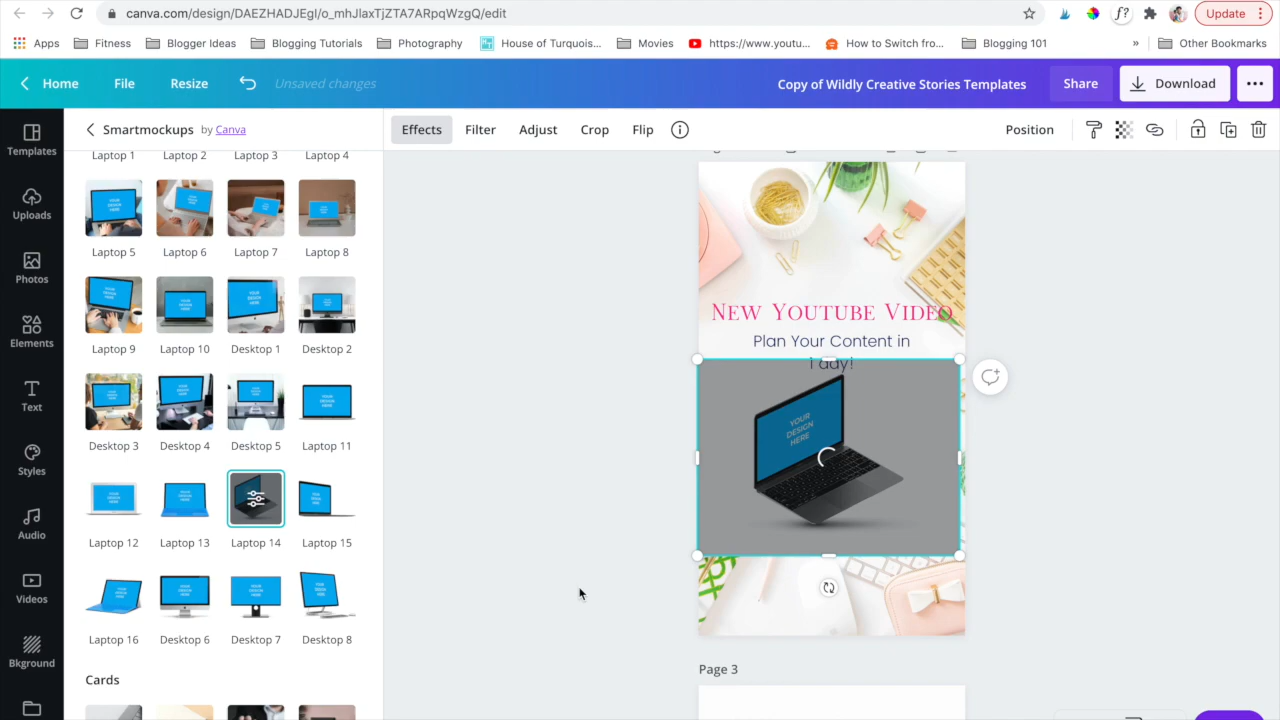 canva.com/design/DAEZHADJEgI/o_mhJlaxTjZTA7ARpqWzgQ/edit
Update
Apps
Fitness
Blogger Ideas
Blogging Tutorials
Photography
House of Turquois...
Movies
https://www.youtu...
How to Switch fro...
Blogging 101
»
Other Bookmarks
Home
File
Resize
Unsaved changes
Copy of Wildly Creative Stories Templates
Share
Download
Smartmockups by Canva
Effects
Filter
Adjust
Crop
Flip
Position
Templates
Uploads
Photos
Elements
Text
Styles
Audio
Videos
Bkground
Laptop 1 Laptop 2 Laptop 3 Laptop 4
Laptop 5 Laptop 6 Laptop 7 Laptop 8
Laptop 9 Laptop 10 Desktop 1 Desktop 2
Desktop 3 Desktop 4 Desktop 5 Laptop 11
Laptop 12 Laptop 13 Laptop 14 Laptop 15
Laptop 16 Desktop 6 Desktop 7 Desktop 8
Cards
New Youtube Video
Plan Your Content in
YOUR
DESIGN
HERE
Page 3